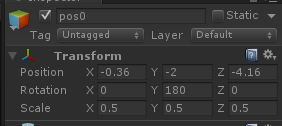 pos0 Static
Tag Untagged Layer Default
Transform
Position X -0.36 Y -2 Z -4.16
Rotation X 0 Y 180 Z 0
Scale X 0.5 Y 0.5 Z 0.5